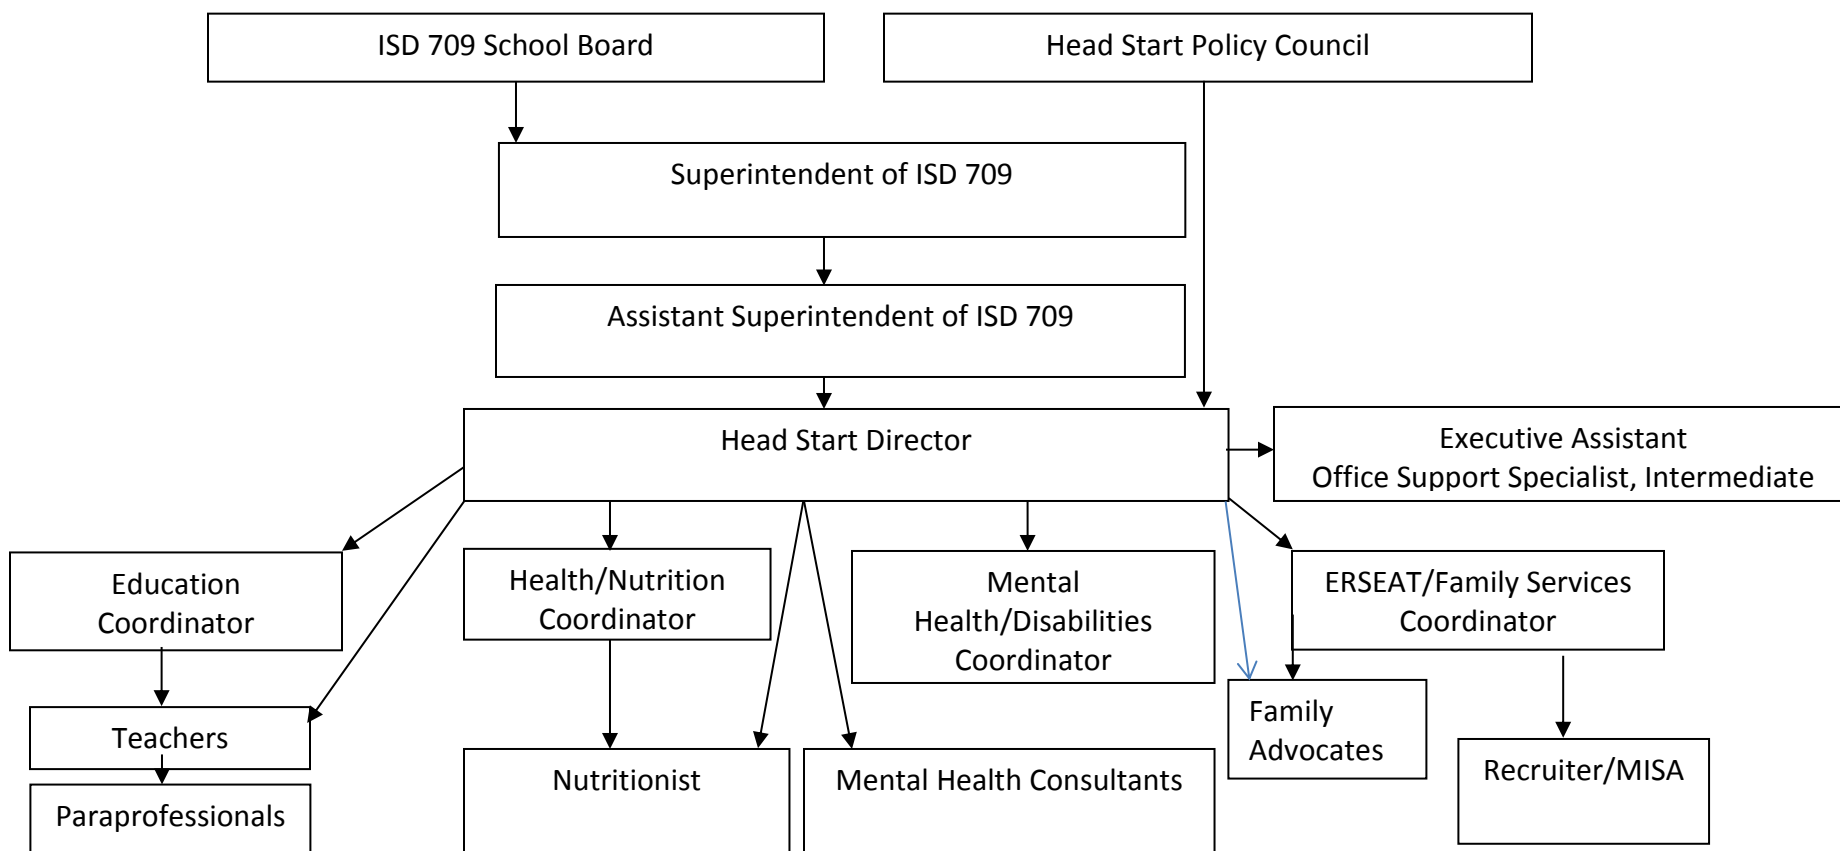 ISD 709 School Board
Head Start Policy Council
Superintendent of ISD 709
Assistant Superintendent of ISD 709
Head Start Director
Executive Assistant
Office Support Specialist, Intermediate
Education
Coordinator
Health/Nutrition
Coordinator
Mental
Health/Disabilities
Coordinator
ERSEAT/Family Services
Coordinator
Teachers
Family
Advocates
Paraprofessionals
Nutritionist
Mental Health Consultants
Recruiter/MISA